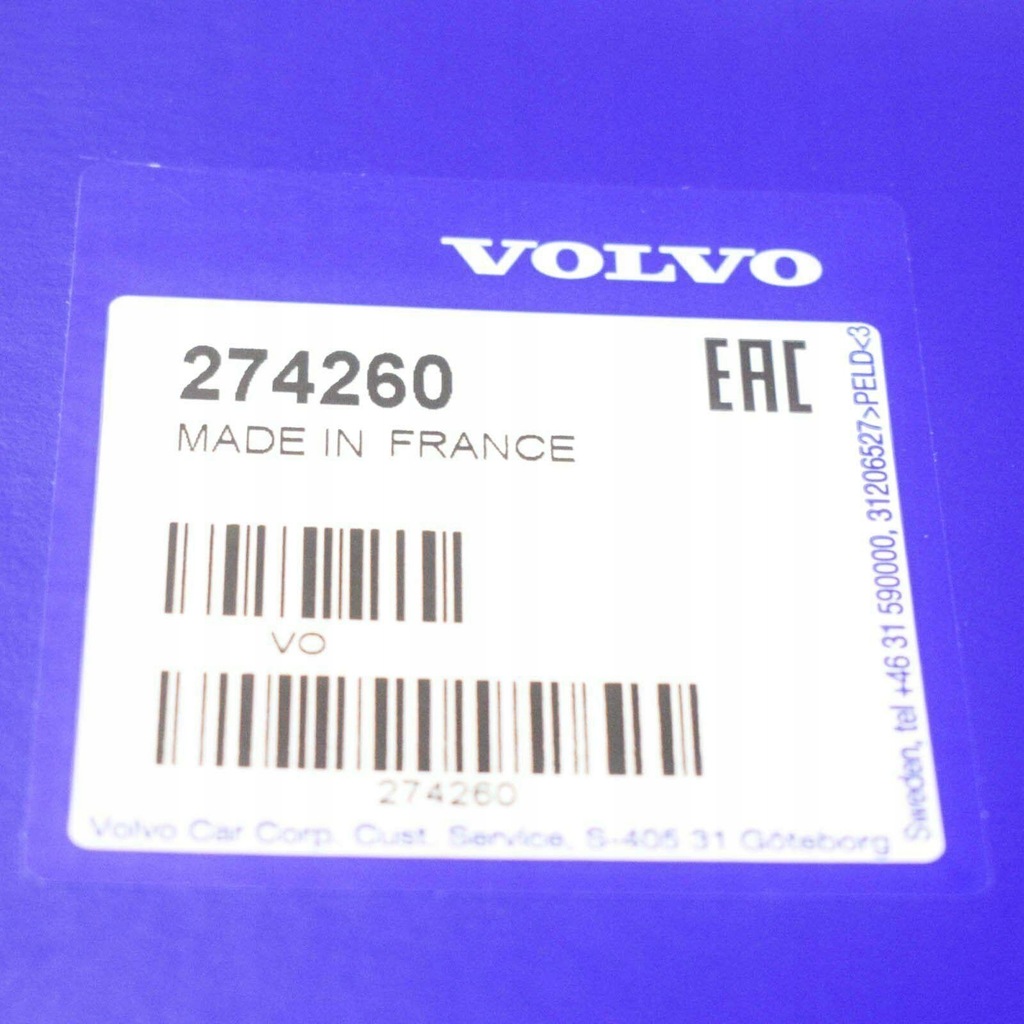 VOLVO
274260
EAC
MADE IN FRANCE
VO
274260
Volvo Car Corp. Cust. Service, S-405 31 Göteborg
Sweden, tel +46 31 590000, 31206527>PELD<3